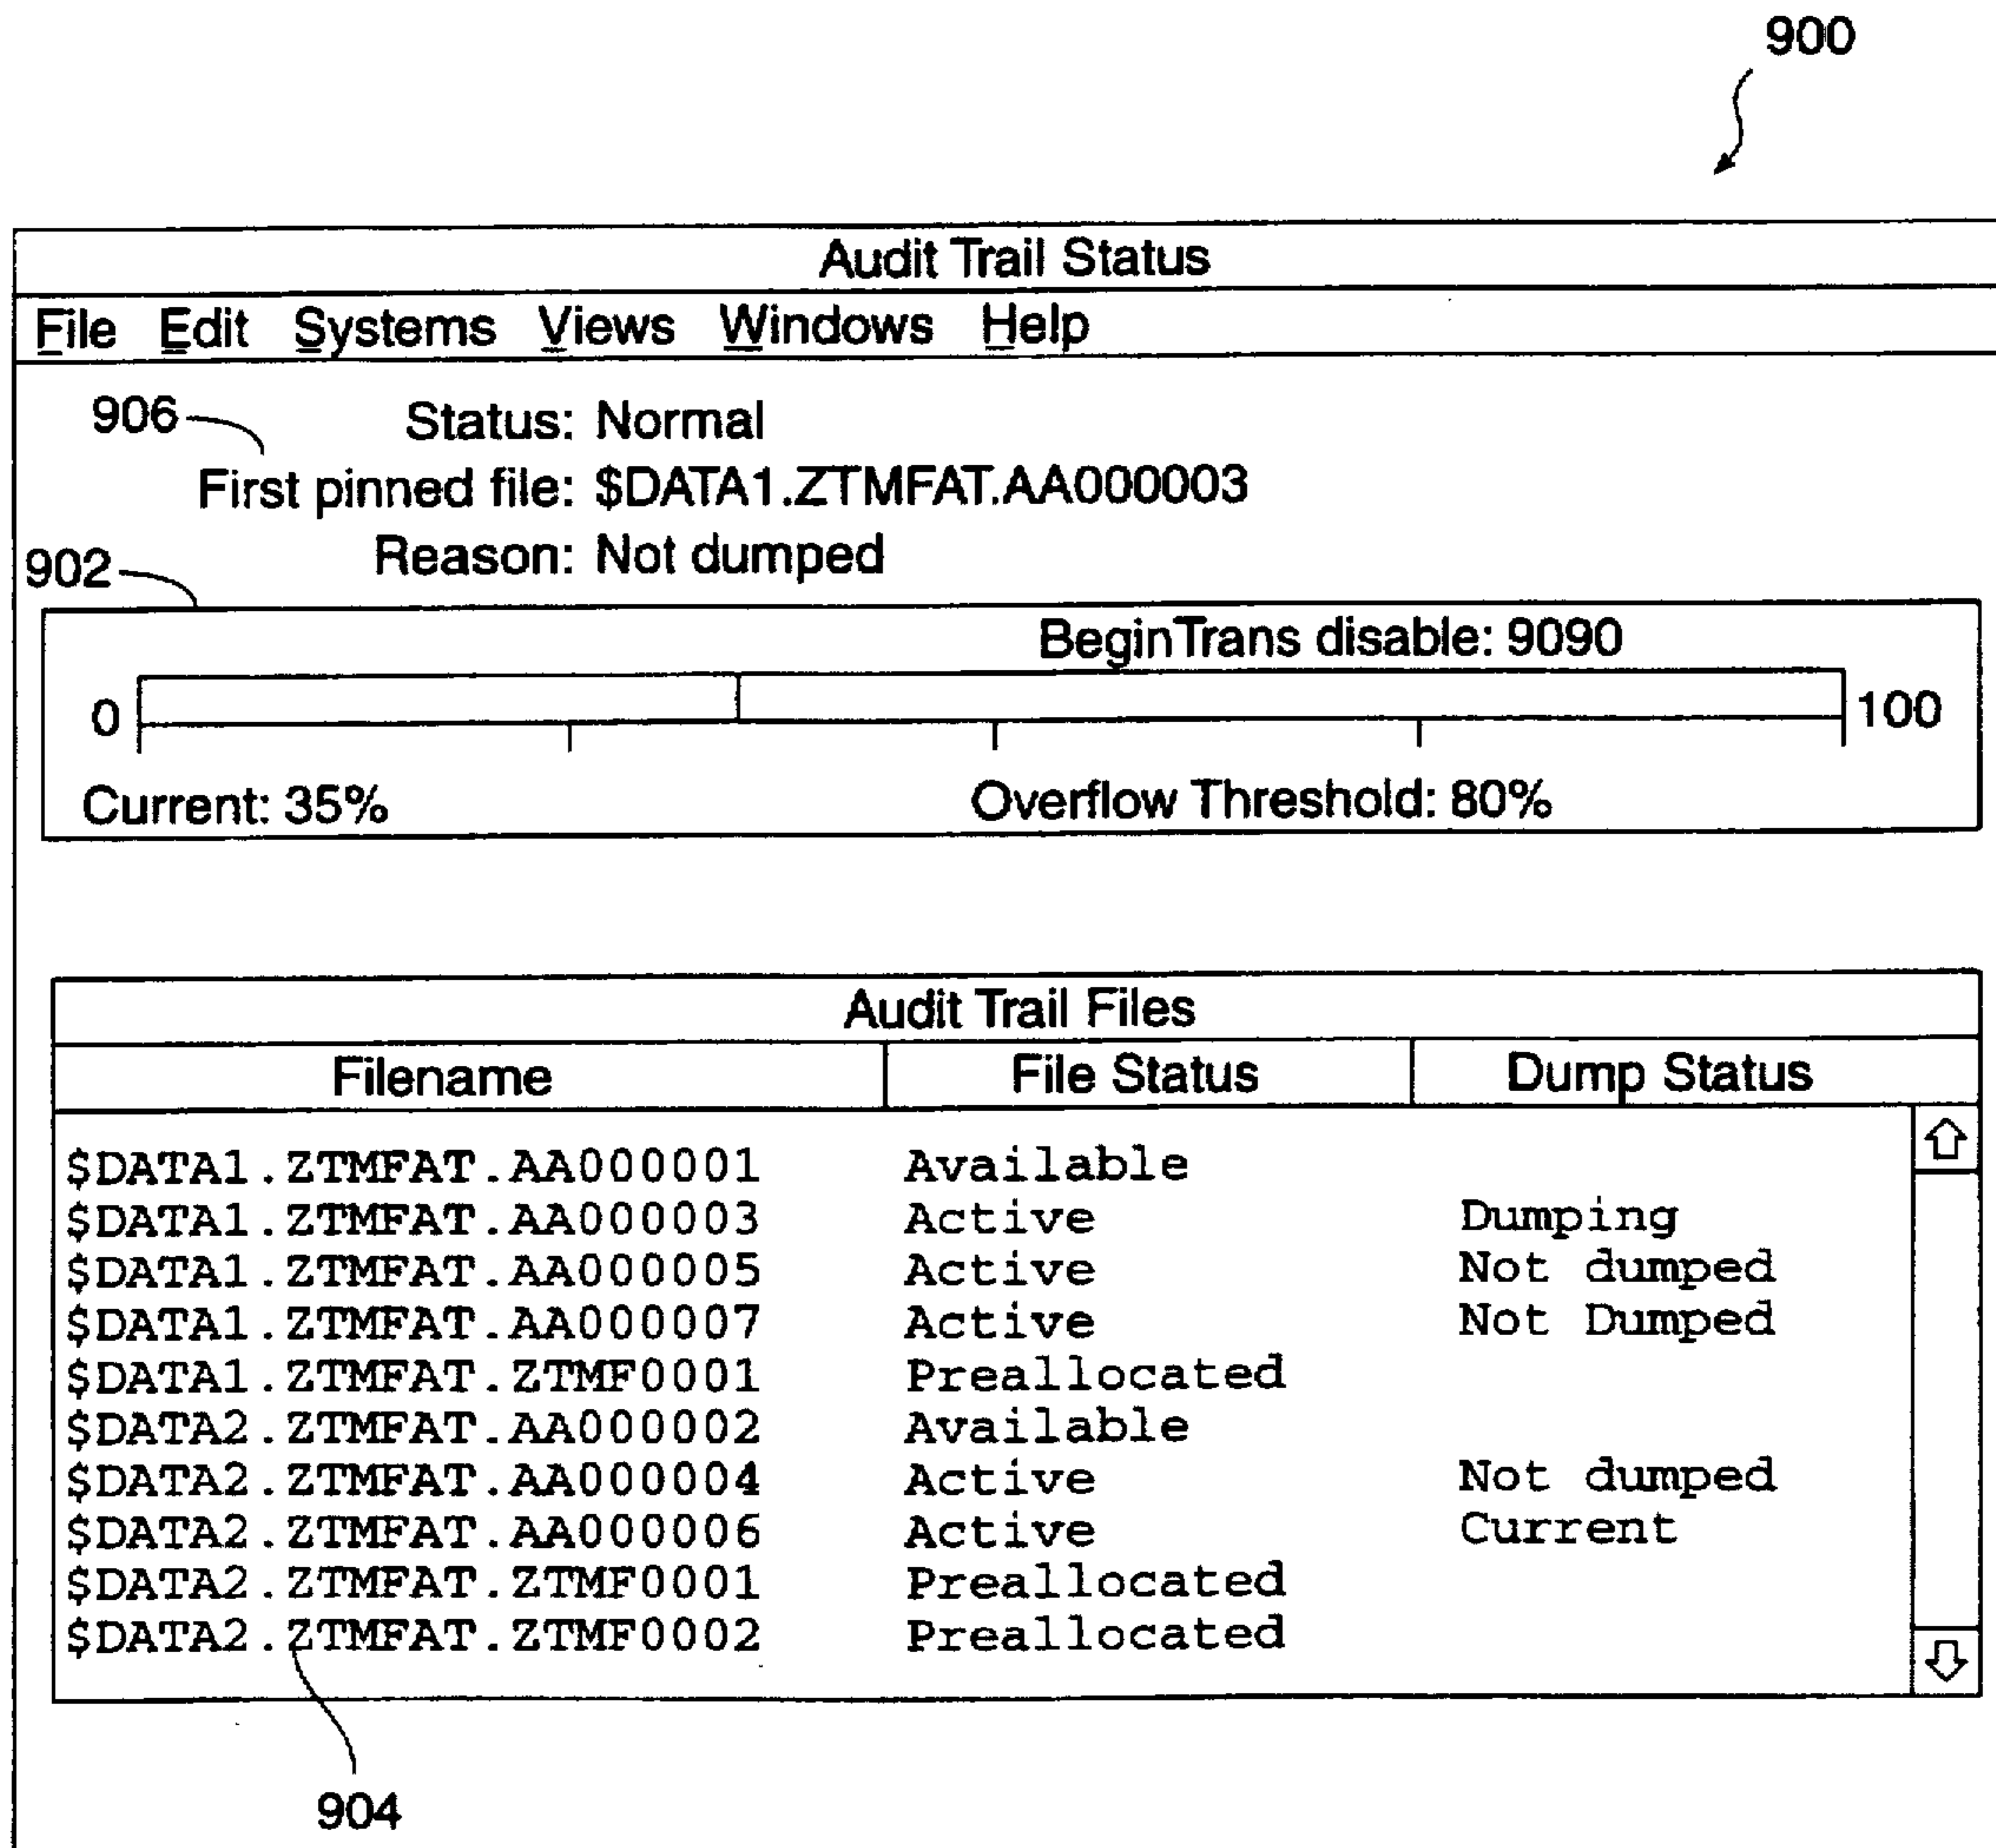 900
Audit Trail Status
File Edit Systems Views Windows Help
906 Status: Normal
First pinned file: $DATA1.ZTMFAT.AA000003
902 Reason: Not dumped
BeginTrans disable: 9090
0 100
Current: 35% Overflow Threshold: 80%
Audit Trail Files
Filename File Status Dump Status
$DATA1.ZTMFAT.AA000001 Available
$DATA1.ZTMFAT.AA000003 Active Dumping
$DATA1.ZTMFAT.AA000005 Active Not dumped
$DATA1.ZTMFAT.AA000007 Active Not Dumped
$DATA1.ZTMFAT.ZTMF0001 Preallocated
$DATA2.ZTMFAT.AA000002 Available
$DATA2.ZTMFAT.AA000004 Active Not dumped
$DATA2.ZTMFAT.AA000006 Active Current
$DATA2.ZTMFAT.ZTMF0001 Preallocated
$DATA2.ZTMFAT.ZTMF0002 Preallocated
904